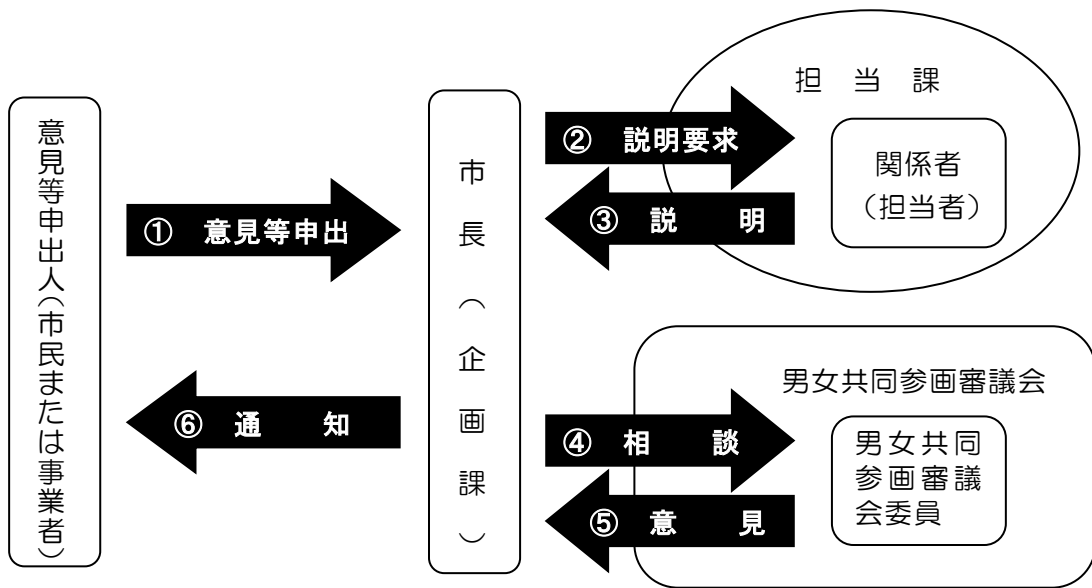 意見等申出人（市民または事業者）
① 意見等申出
⑥ 通 知
市長（企画課）
② 説明要求
③ 説 明
担 当 課
関係者
（担当者）
④ 相 談
⑤ 意 見
男女共同参画審議会
男女共同
参画審議
会委員